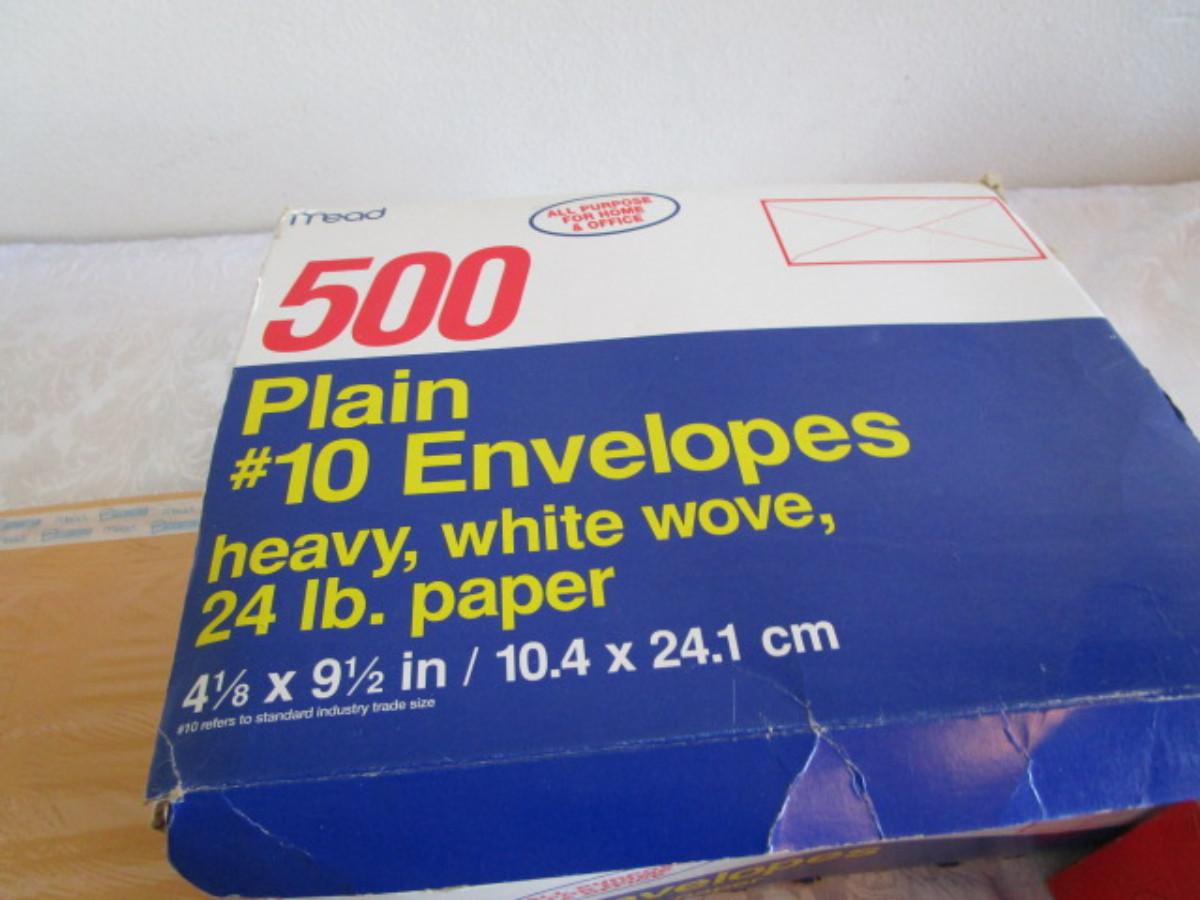 mead
ALL PURPOSE
FOR HOME
& OFFICE
500
Plain
#10 Envelopes
heavy, white wove,
24 lb. paper
4⅛ x 9½ in / 10.4 x 24.1 cm
#10 refers to standard industry trade size